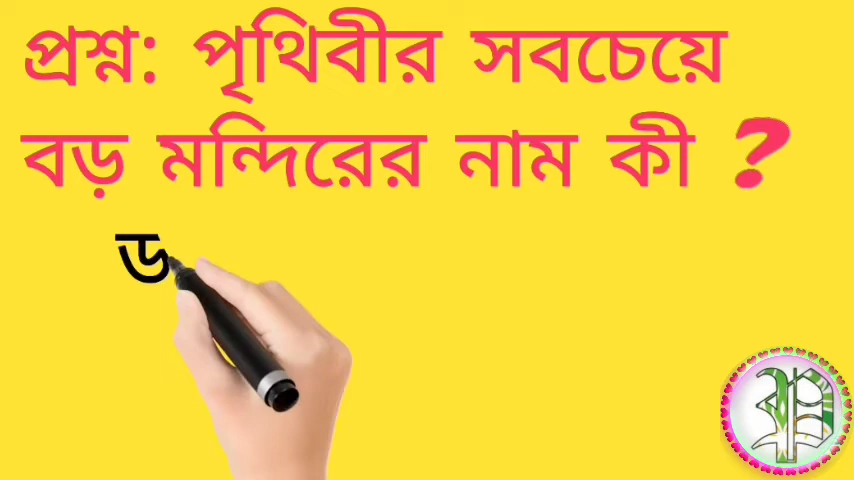 প্রশ্ন: পৃথিবীর সবচেয়ে
বড় মন্দিরের নাম কী ?
ড